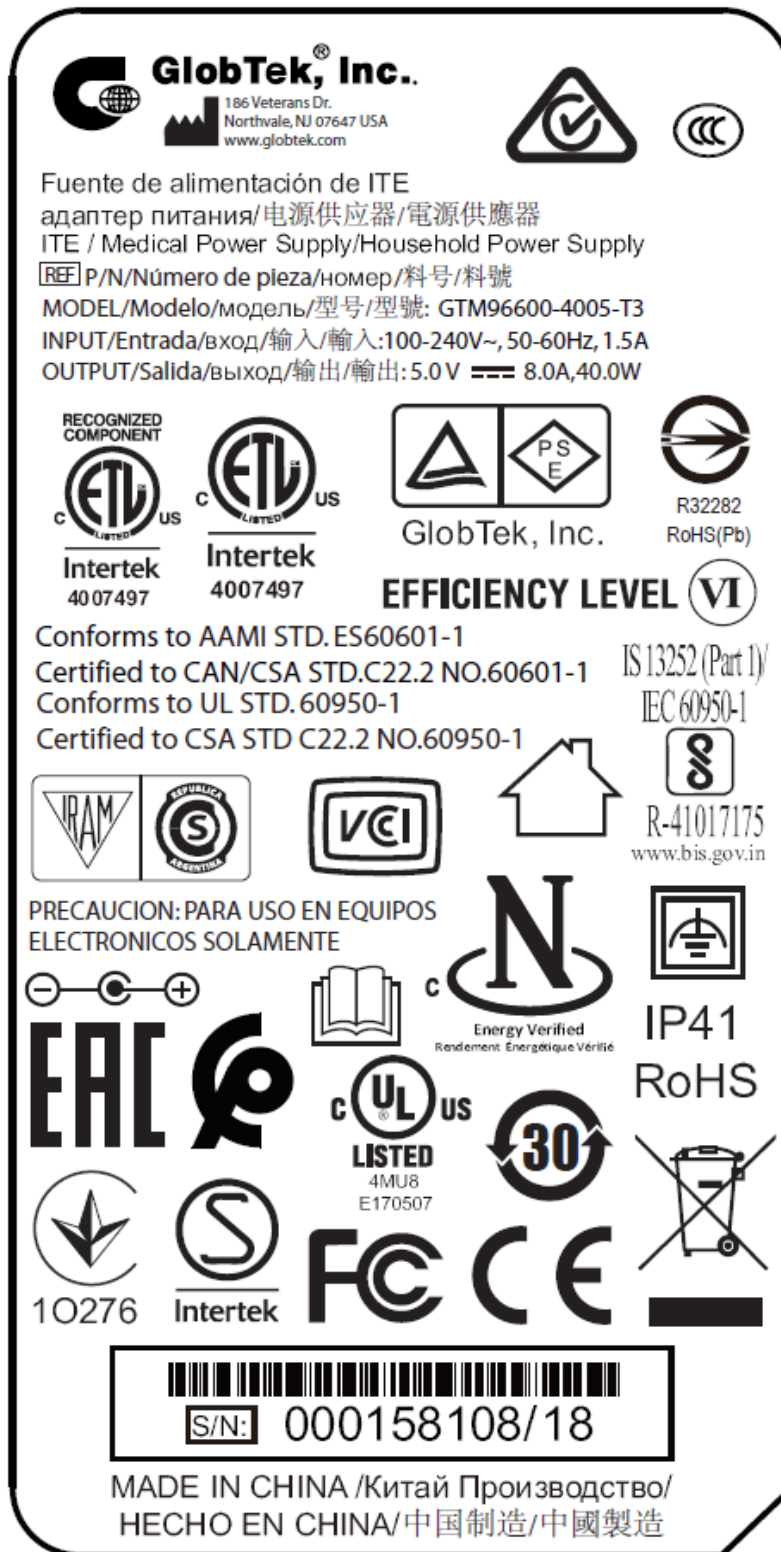 GlobTek,® Inc.
186 Veterans Dr.
Northvale, NJ 07647 USA
www.globtek.com
CCC
Fuente de alimentación de ITE
адаптер питания/电源供应器/電源供應器
ITE / Medical Power Supply/Household Power Supply
REF P/N/Número de pieza/номер/料号/料號
MODEL/Modelo/модель/型号/型號: GTM96600-4005-T3
INPUT/Entrada/вход/输入/輸入:100-240V~, 50-60Hz, 1.5A
OUTPUT/Salida/выход/输出/輸出: 5.0 V ⎓ 8.0A,40.0W
RECOGNIZED
COMPONENT
C ETL US
LISTED
Intertek
4007497
C ETL US
LISTED
Intertek
4007497
PS
E
GlobTek, Inc.
R32282
RoHS(Pb)
EFFICIENCY LEVEL VI
Conforms to AAMI STD. ES60601-1
Certified to CAN/CSA STD.C22.2 NO.60601-1
Conforms to UL STD. 60950-1
Certified to CSA STD C22.2 NO.60950-1
IS 13252 (Part 1)/
IEC 60950-1
R-41017175
www.bis.gov.in
IRAM
REPUBLICA
S
ARGENTINA
VCCI
PRECAUCION: PARA USO EN EQUIPOS
ELECTRONICOS SOLAMENTE
C N
Energy Verified
Rendement Énergétique Vérifié
IP41
RoHS
EAC
C UL® US
LISTED
4MU8
E170507
30
1O276
S
Intertek
FC CE
S/N: 000158108/18
MADE IN CHINA /Китай Производство/
HECHO EN CHINA/中国制造/中國製造